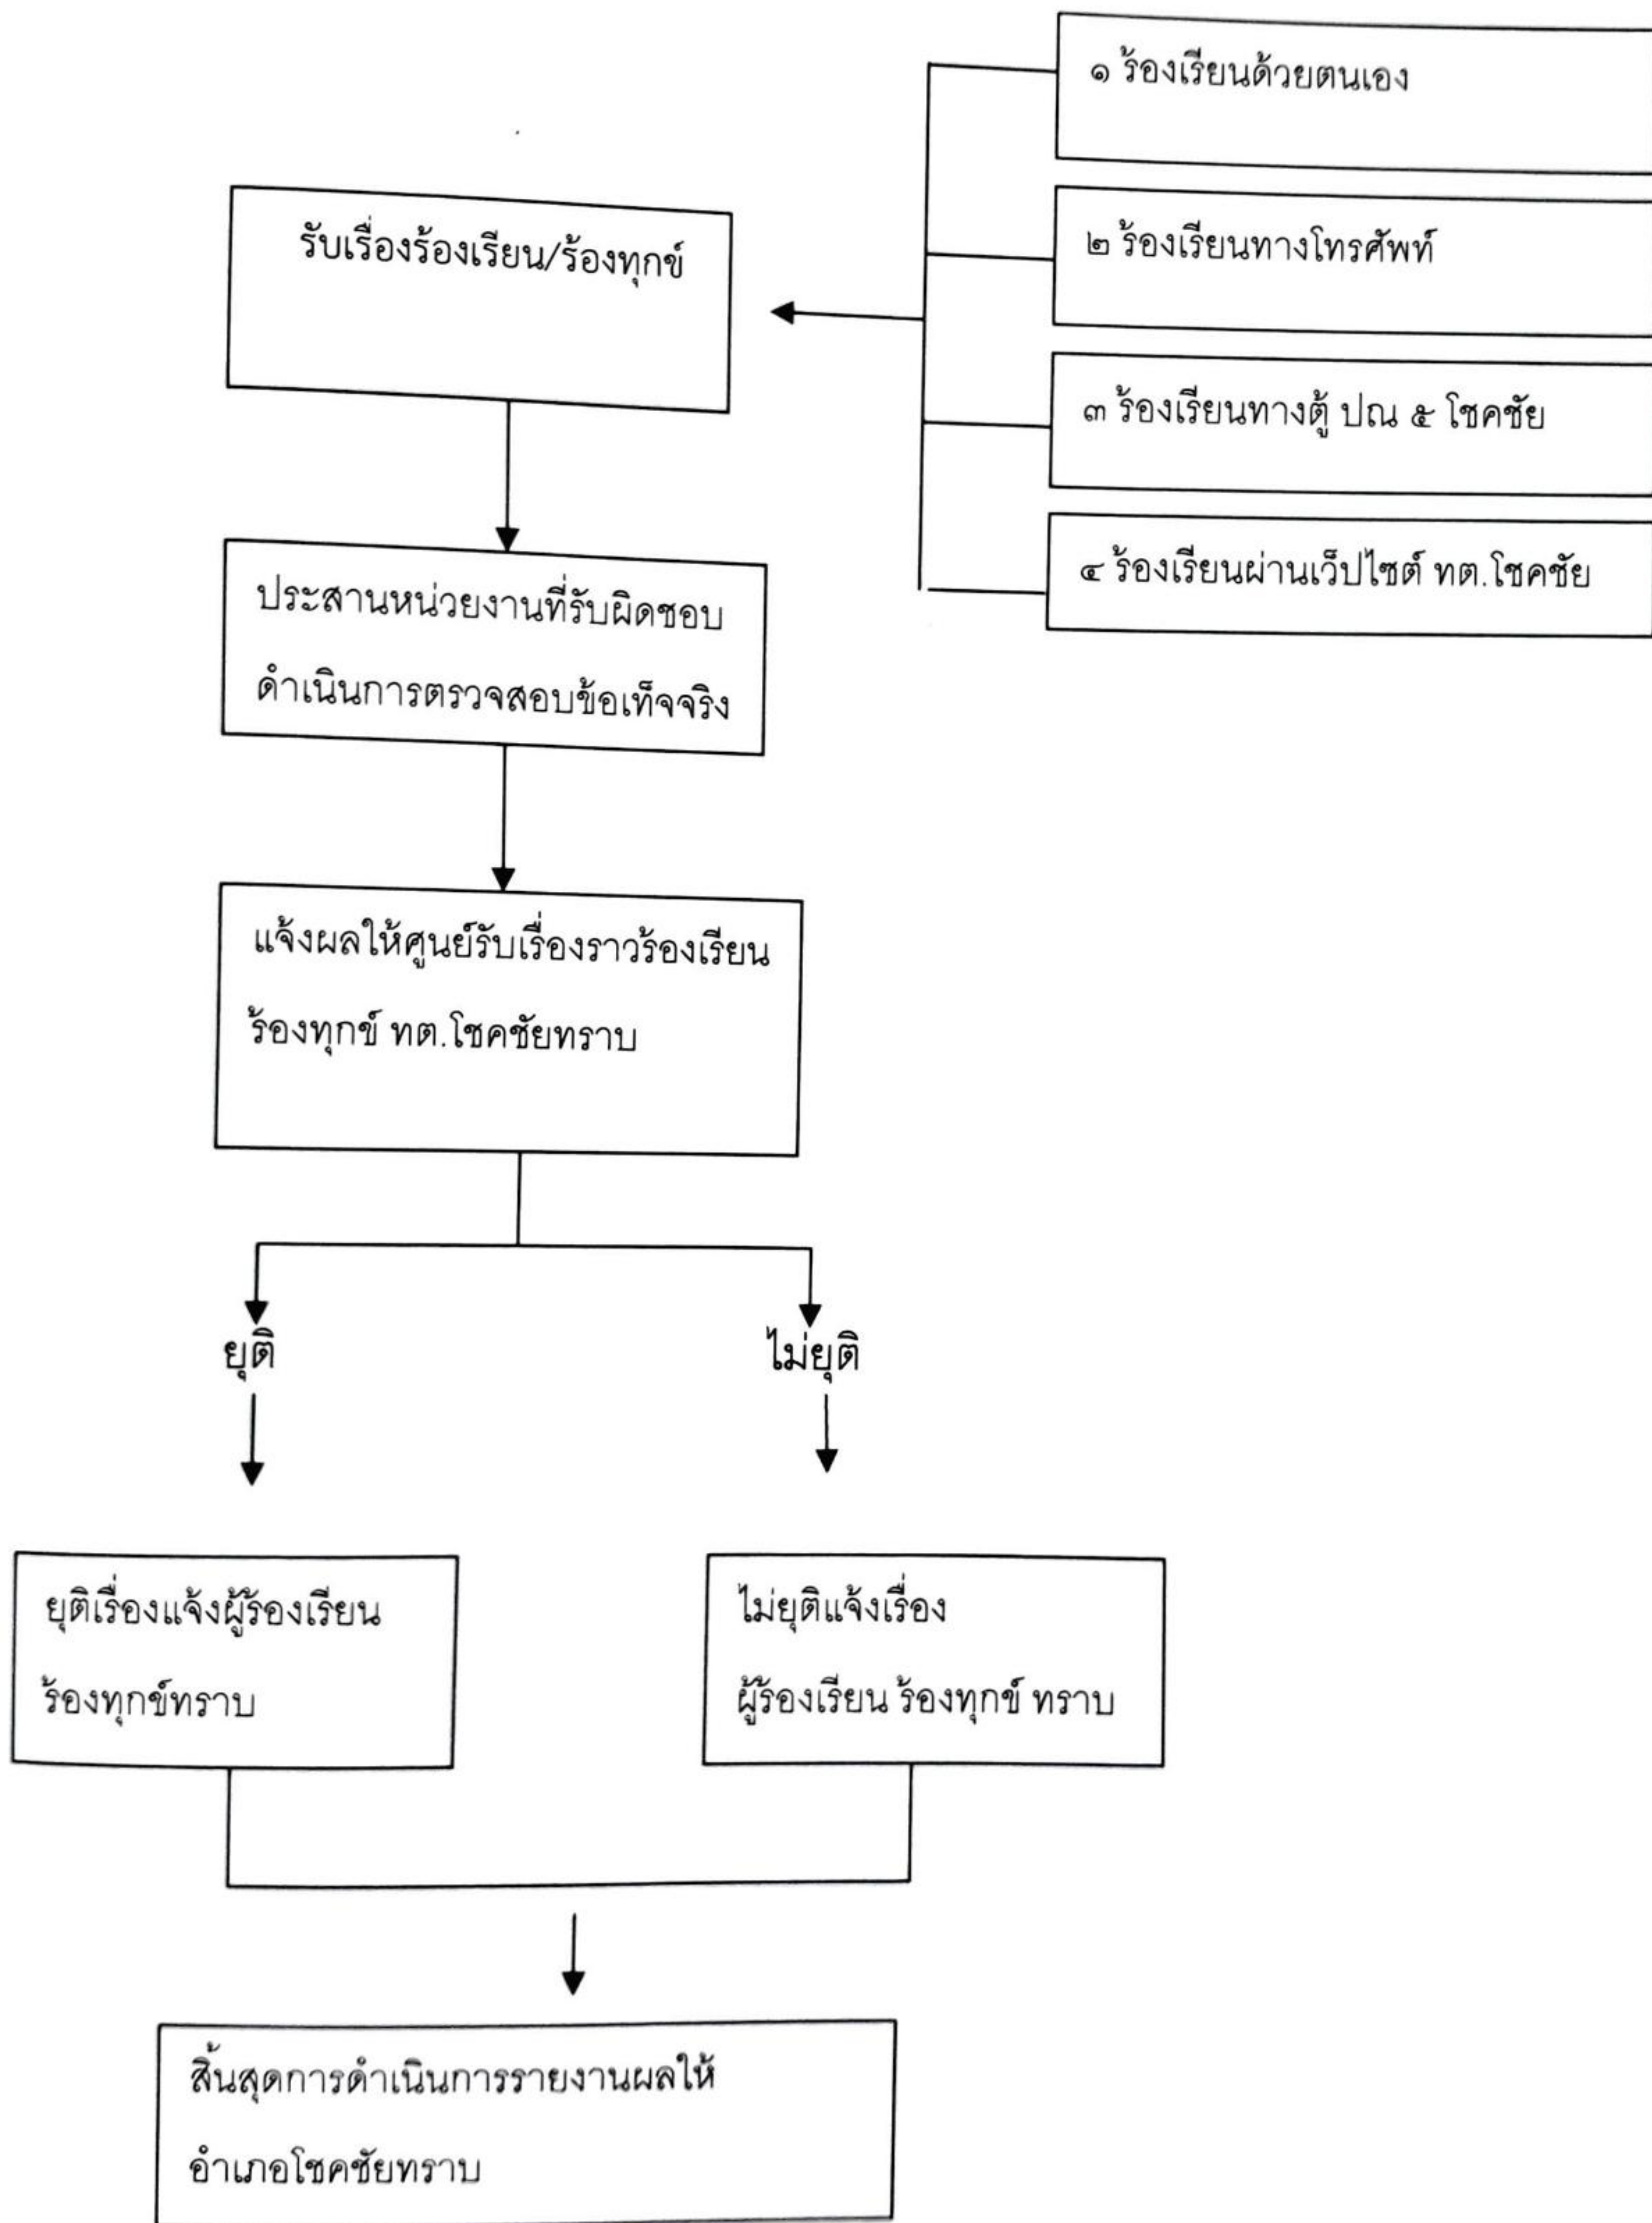 ๑ ร้องเรียนด้วยตนเอง
รับเรื่องร้องเรียน/ร้องทุกข์
๒ ร้องเรียนทางโทรศัพท์
๓ ร้องเรียนทางตู้ ปณ ๕ โชคชัย
๔ ร้องเรียนผ่านเว็ปไซต์ ทต.โชคชัย
ประสานหน่วยงานที่รับผิดชอบ
ดำเนินการตรวจสอบข้อเท็จจริง
แจ้งผลให้ศูนย์รับเรื่องราวร้องเรียน
ร้องทุกข์ ทต.โชคชัยทราบ
ยุติ
ไม่ยุติ
ยุติเรื่องแจ้งผู้ร้องเรียน
ร้องทุกข์ทราบ
ไม่ยุติแจ้งเรื่อง
ผู้ร้องเรียน ร้องทุกข์ ทราบ
สิ้นสุดการดำเนินการรายงานผลให้
อำเภอโชคชัยทราบ